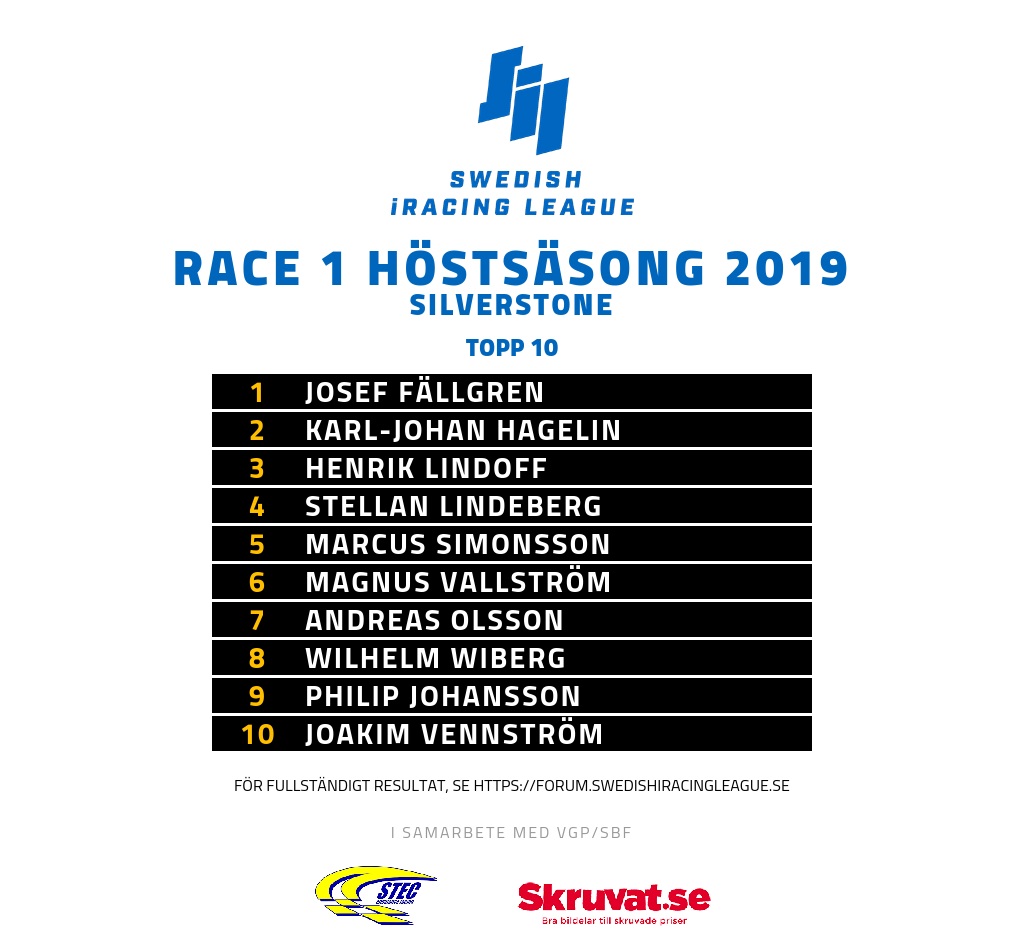 SWEDISH
iRACING LEAGUE
RACE 1 HÖSTSÄSONG 2019
SILVERSTONE
TOPP 10
1 JOSEF FÄLLGREN
2 KARL-JOHAN HAGELIN
3 HENRIK LINDOFF
4 STELLAN LINDEBERG
5 MARCUS SIMONSSON
6 MAGNUS VALLSTRÖM
7 ANDREAS OLSSON
8 WILHELM WIBERG
9 PHILIP JOHANSSON
10 JOAKIM VENNSTRÖM
FÖR FULLSTÄNDIGT RESULTAT, SE HTTPS://FORUM.SWEDISHIRACINGLEAGUE.SE
I SAMARBETE MED VGP/SBF
STEC
Skruvat.se
Bra bildelar till skruvade priser